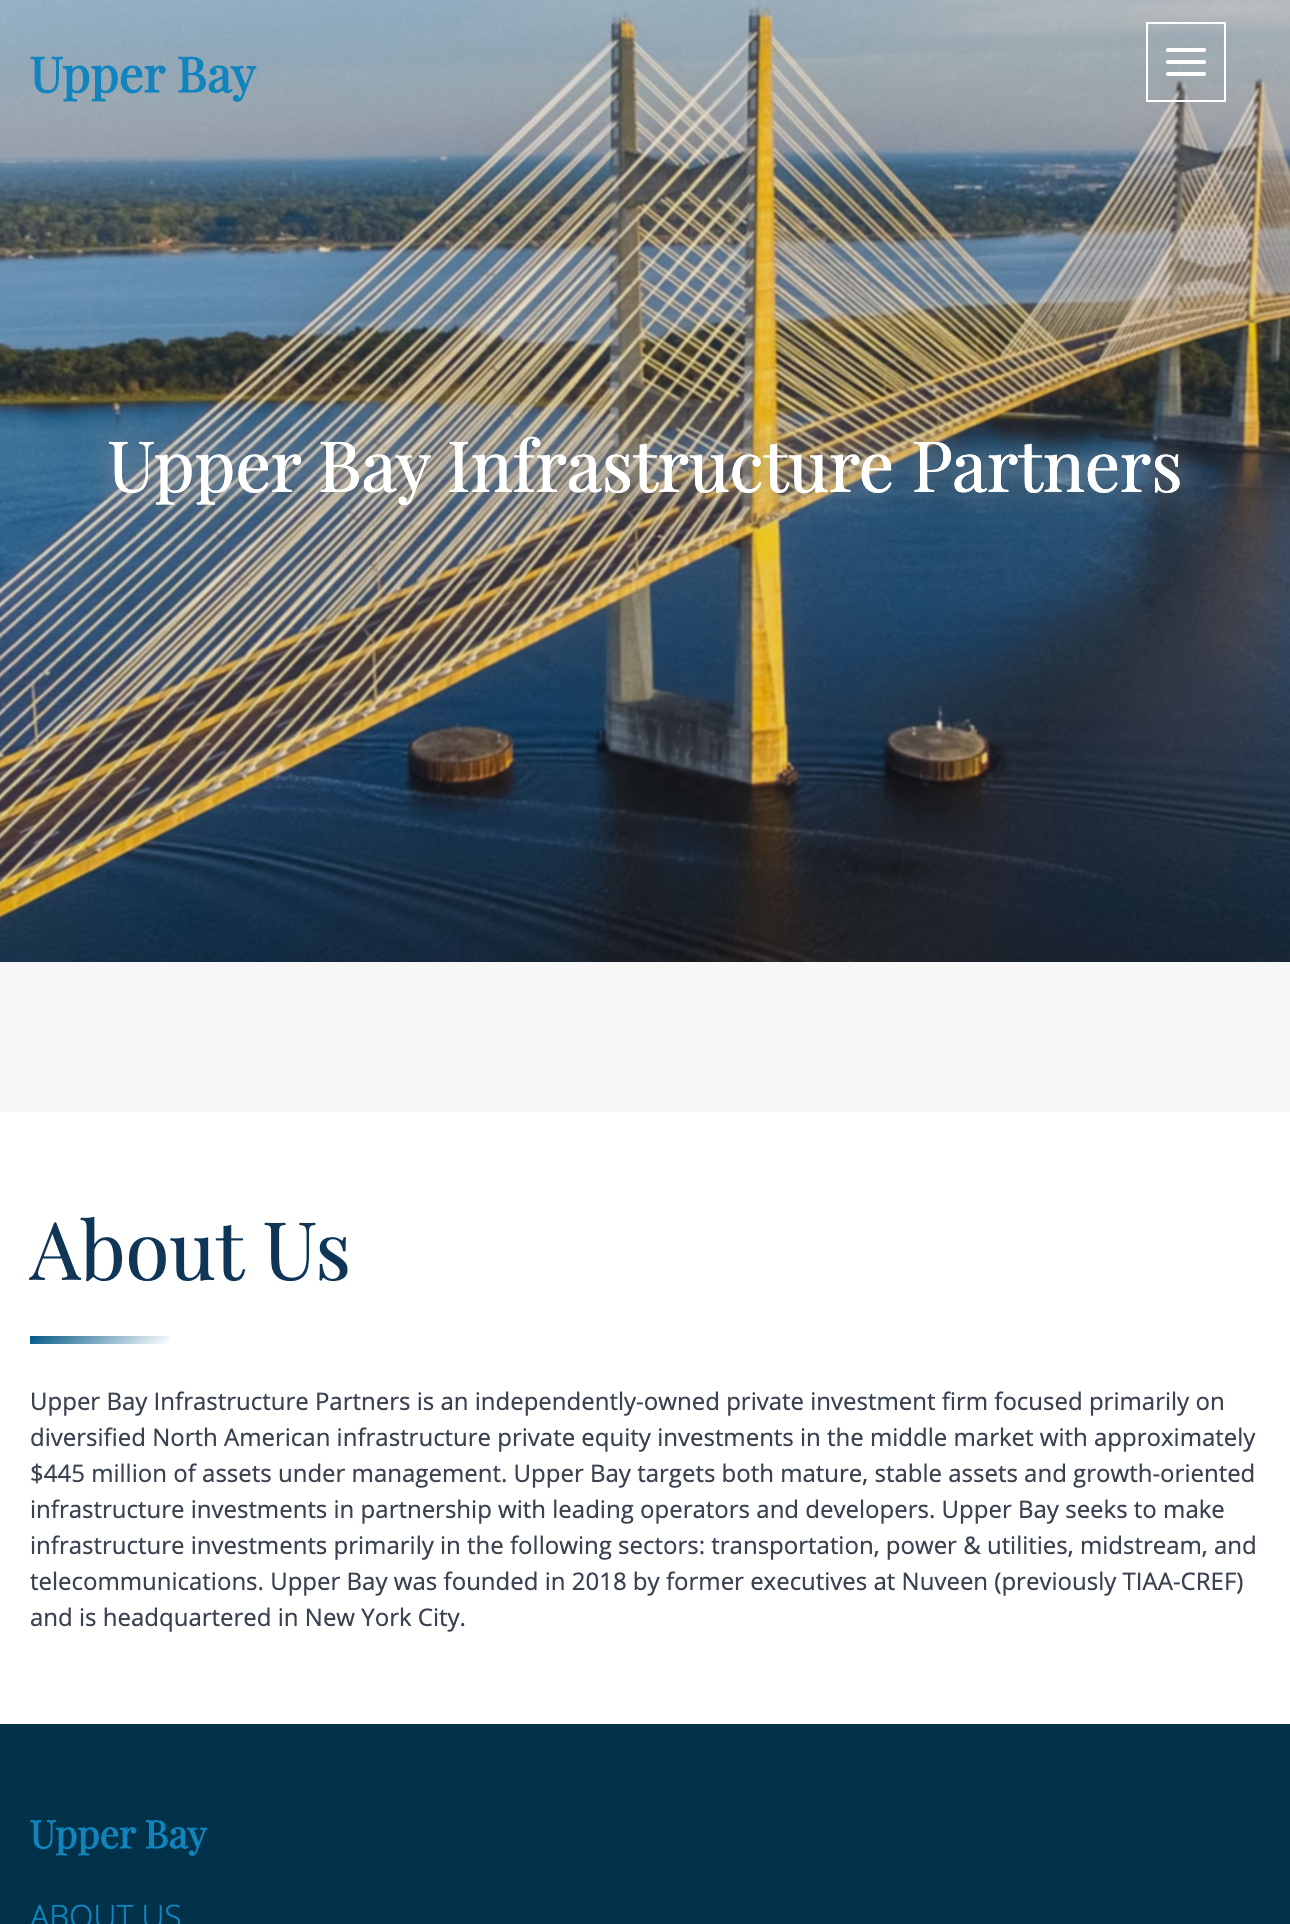 Upper Bay
Upper Bay Infrastructure Partners
About Us
Upper Bay Infrastructure Partners is an independently-owned private investment firm focused primarily on
diversified North American infrastructure private equity investments in the middle market with approximately
$445 million of assets under management. Upper Bay targets both mature, stable assets and growth-oriented
infrastructure investments in partnership with leading operators and developers. Upper Bay seeks to make
infrastructure investments primarily in the following sectors: transportation, power & utilities, midstream, and
telecommunications. Upper Bay was founded in 2018 by former executives at Nuveen (previously TIAA-CREF)
and is headquartered in New York City.
Upper Bay
ABOUT US